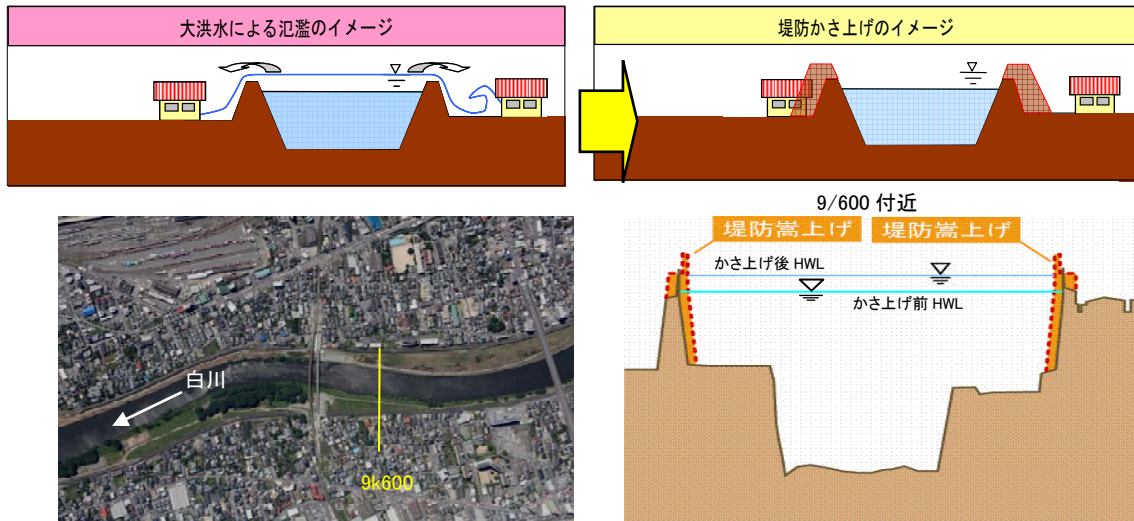 大洪水による氾濫のイメージ
堤防かさ上げのイメージ
9/600 付近
堤防嵩上げ
堤防嵩上げ
かさ上げ後 HWL
かさ上げ前 HWL
白川
9k600